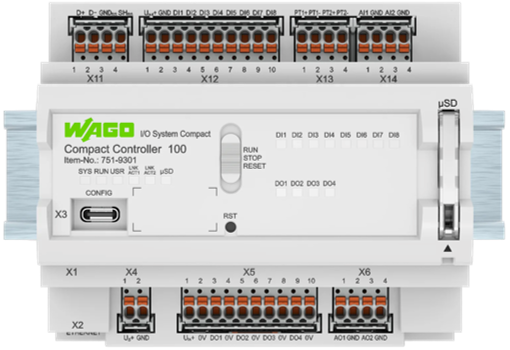 D+ D- GND SH
U+ GND DI1 DI2 DI3 DI4 DI5 DI6 DI7 DI8
PT1+ PT1- PT2+ PT2-
AI1 GND AI2 GND
1 2 3 4
1 2 3 4 5 6 7 8 9 10
1 2 3 4
1 2 3 4
X11
X12
X13
X14
µSD
WAGO I/O System Compact
Compact Controller 100
Item-No.: 751-9301
SYS RUN USR LNK ACT1 LNK ACT2 µSD
RUN
STOP
RESET
DI1 DI2 DI3 DI4 DI5 DI6 DI7 DI8
DO1 DO2 DO3 DO4
CONFIG
X3
RST
X1
X4
X5
X6
1 2
1 2 3 4 5 6 7 8 9 10
1 2 3 4
X2
U+ GND
U+ 0V DO1 0V DO2 0V DO3 0V DO4 0V
AO1 GND AO2 GND